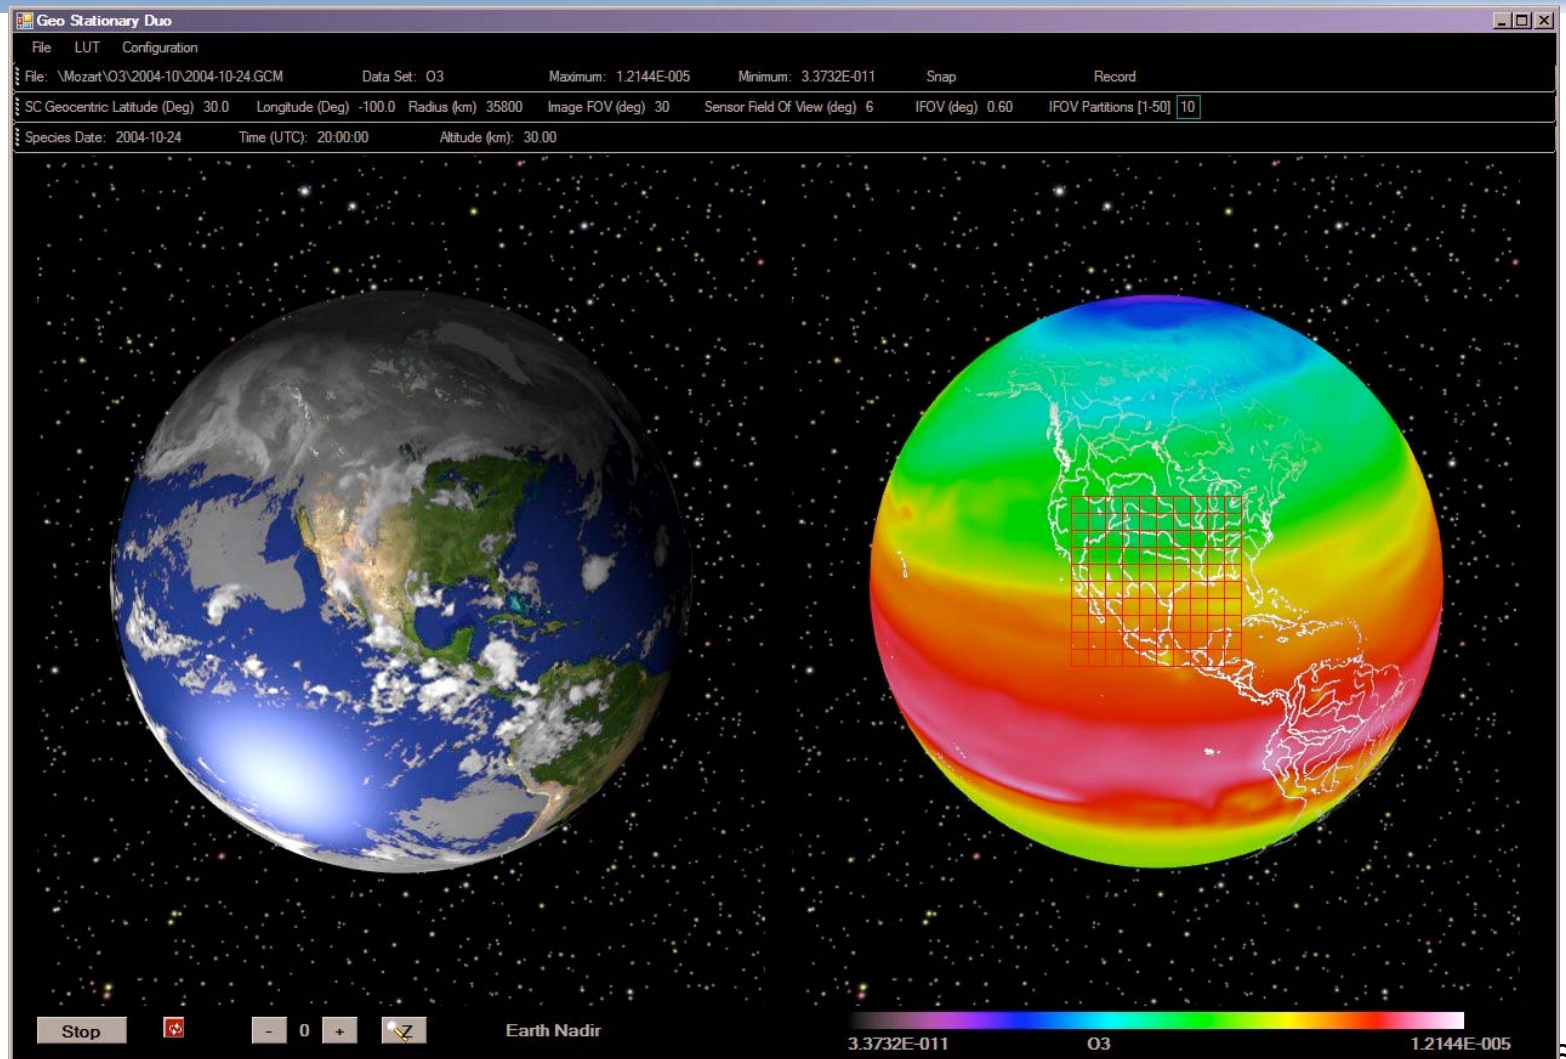 Geo Stationary Duo
File LUT Configuration
File: \Mozart\O3\2004-10\2004-10-24.GCM Data Set: O3 Maximum: 1.2144E-005 Minimum: 3.3732E-011 Snap Record
SC Geocentric Latitude (Deg) 30.0 Longitude (Deg) -100.0 Radius (km) 35800 Image FOV (deg) 30 Sensor Field Of View (deg) 6 IFOV (deg) 0.60 IFOV Partitions [1-50] 10
Species Date: 2004-10-24 Time (UTC): 20:00:00 Altitude (km): 30.00
Stop - 0 + Z Earth Nadir
3.3732E-011 O3 1.2144E-005